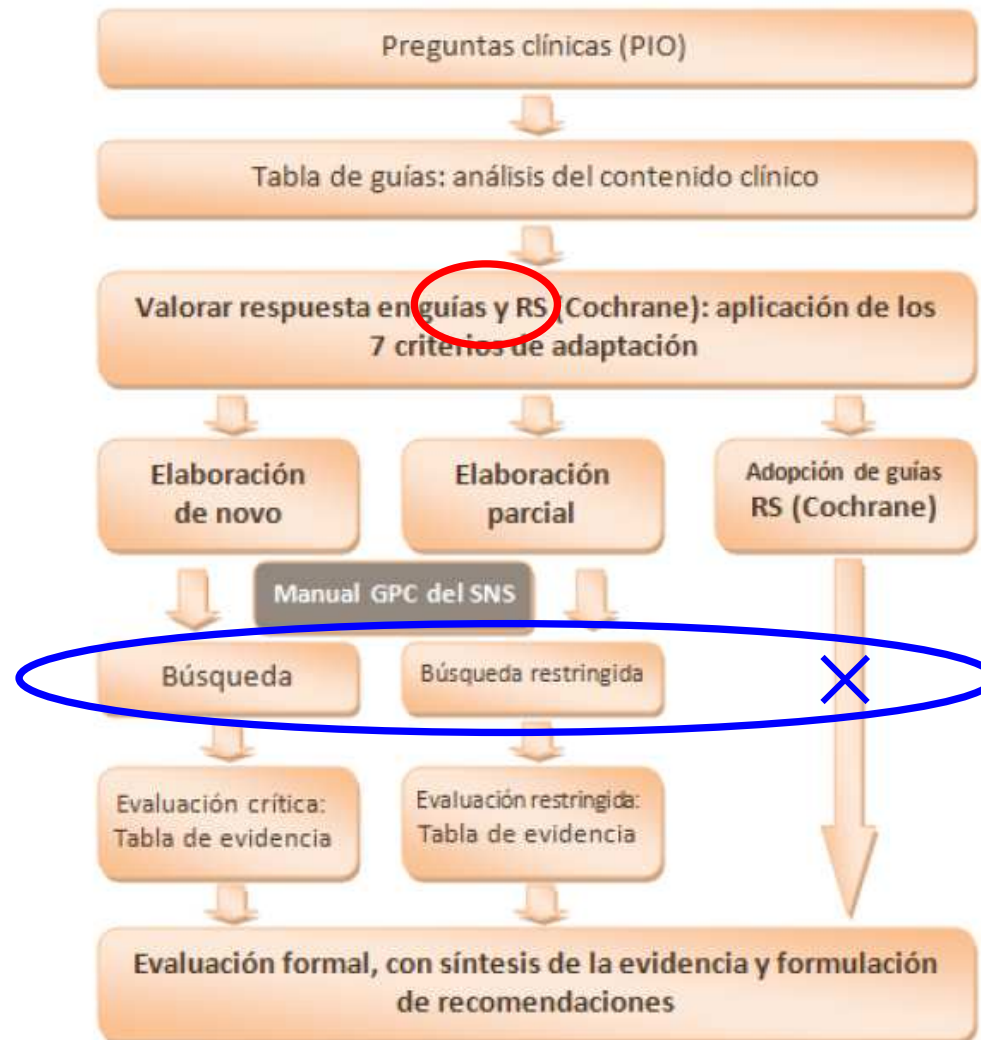 Preguntas clínicas (PIO)
Tabla de guías: análisis del contenido clínico
Valorar respuesta en guías y RS (Cochrane): aplicación de los
7 criterios de adaptación
Elaboración
de novo
Elaboración
parcial
Adopción de guías
RS (Cochrane)
Manual GPC del SNS
Búsqueda
Búsqueda restringida
Evaluación crítica:
Tabla de evidencia
Evaluación restringida:
Tabla de evidencia
Evaluación formal, con síntesis de la evidencia y formulación
de recomendaciones